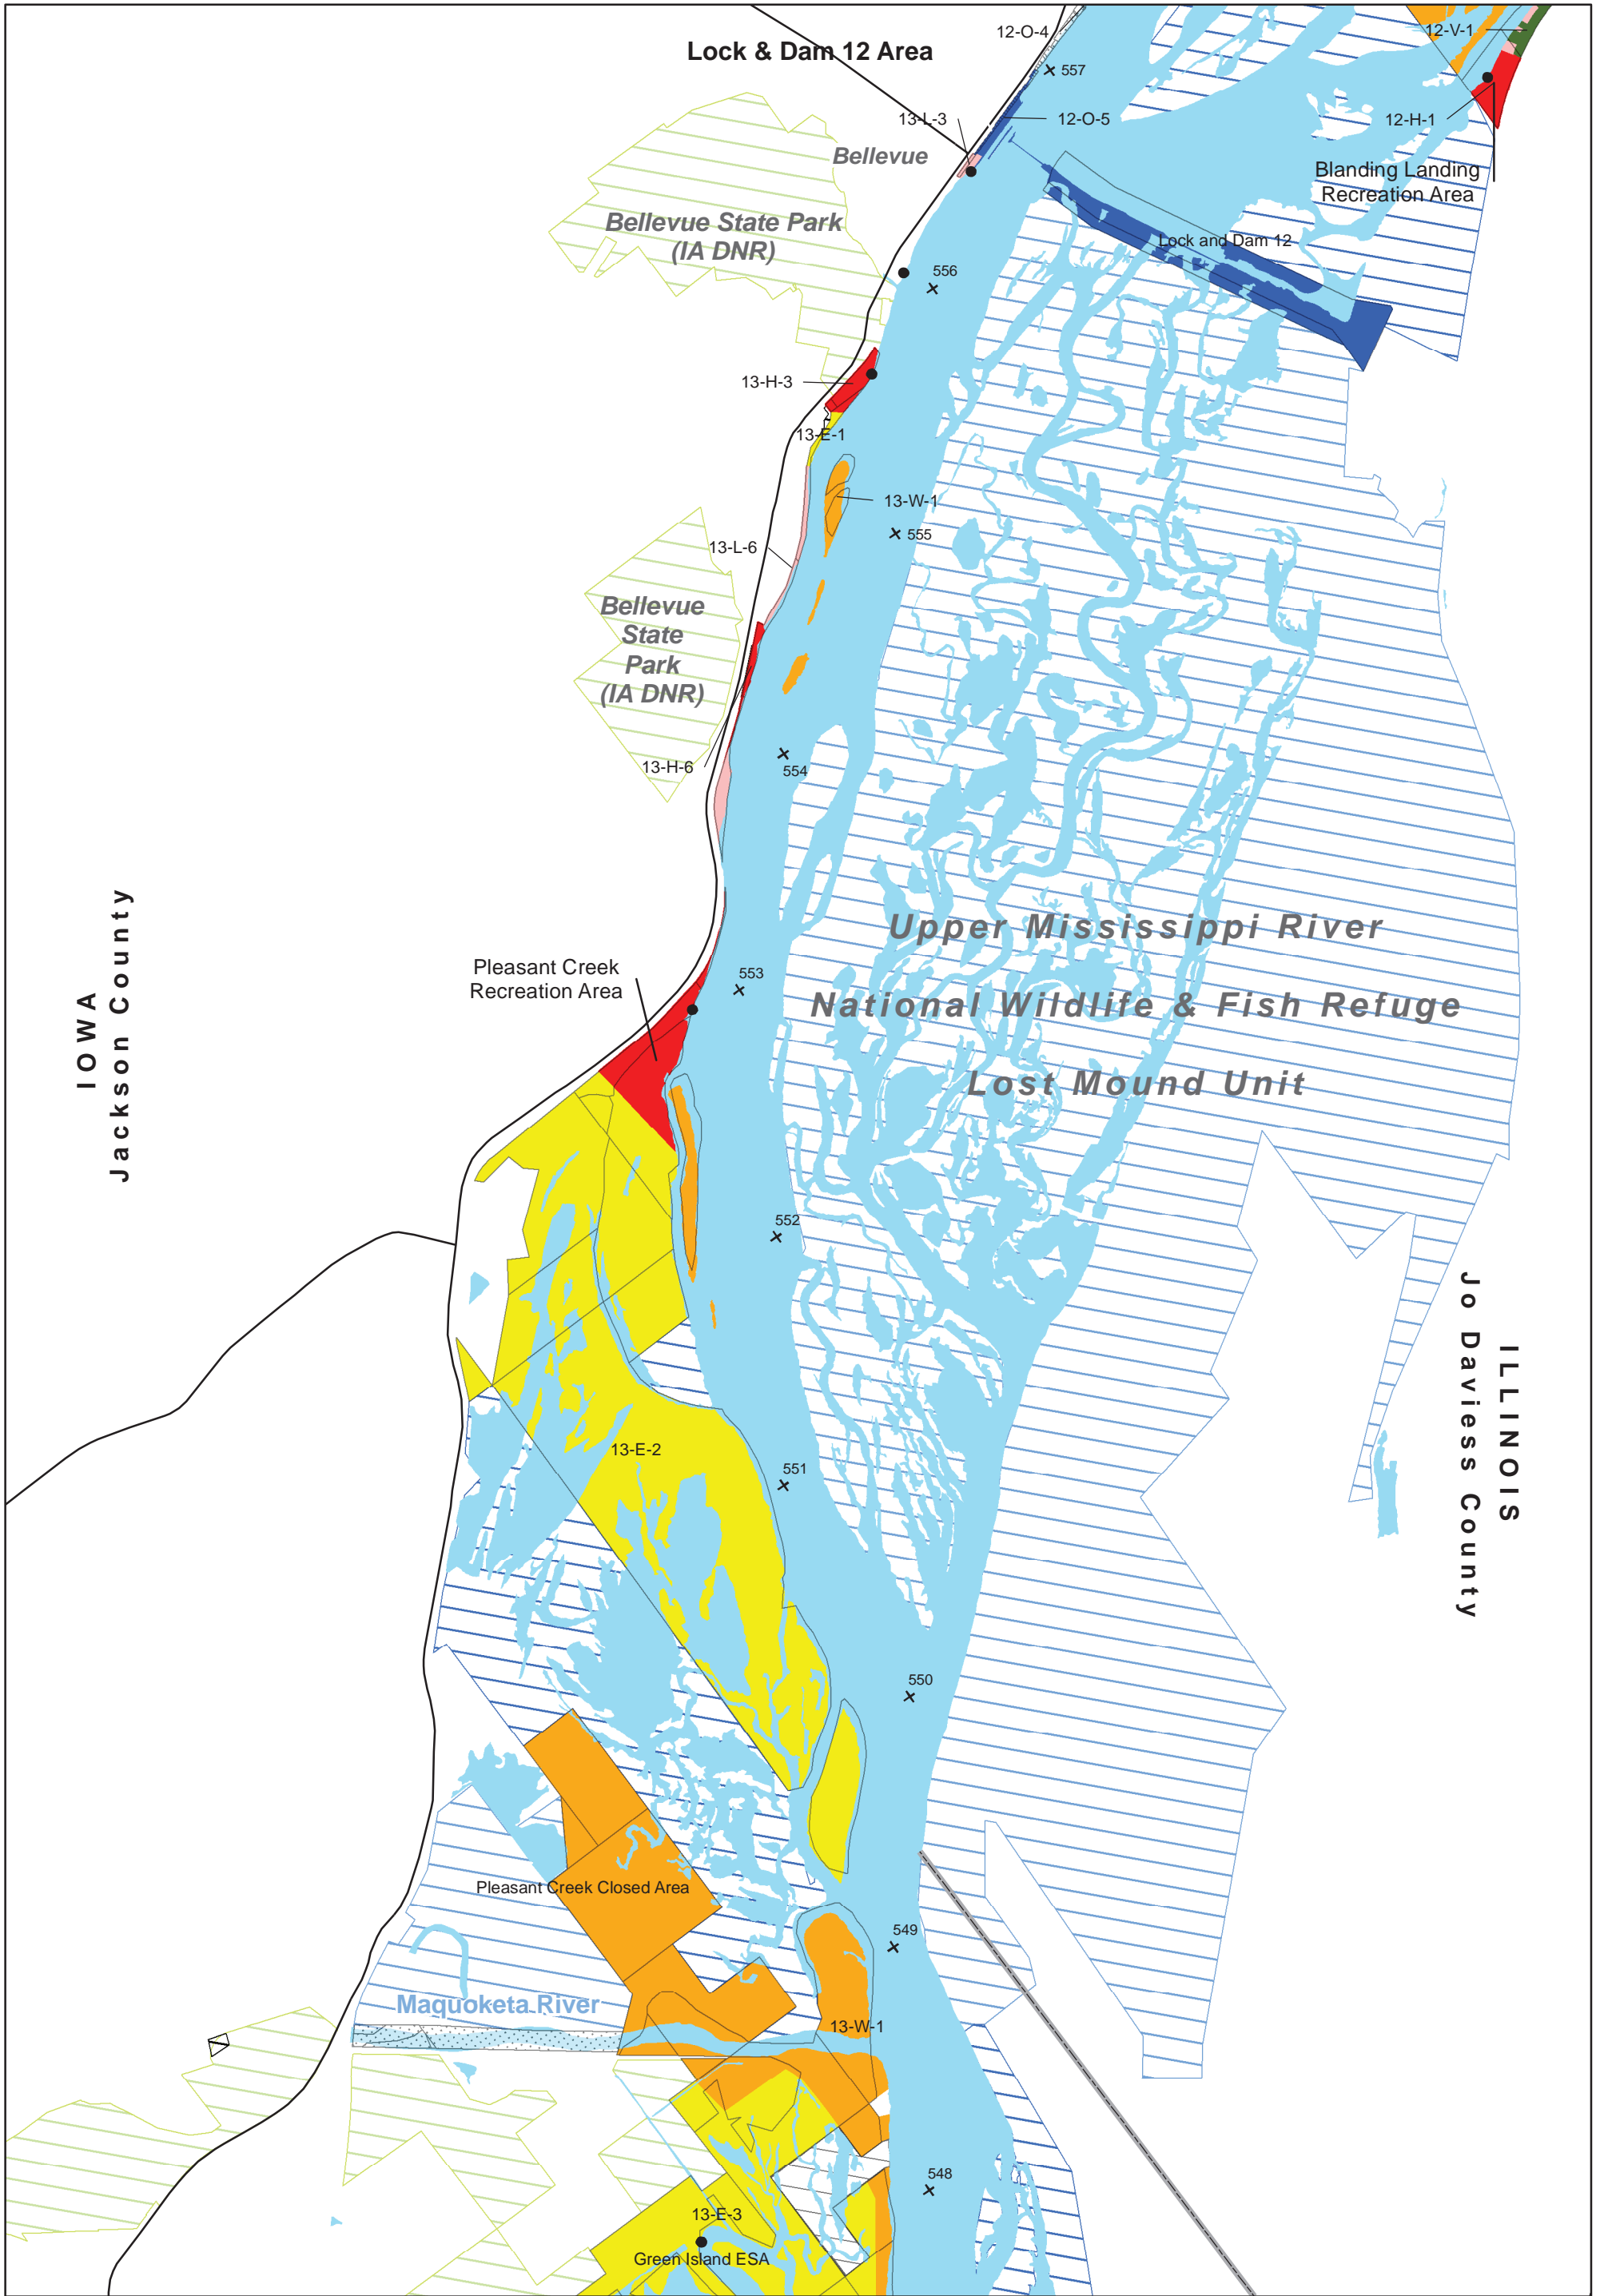 12-O-4
12-V-1
Lock & Dam 12 Area
557
13-L-3
12-O-5
12-H-1
Bellevue
Blanding Landing
Recreation Area
Bellevue State Park
(IA DNR)
Lock and Dam 12
556
13-H-3
13-E-1
13-W-1
555
13-L-6
Bellevue
State
Park
(IA DNR)
13-H-6
554
Upper Mississippi River
National Wildlife & Fish Refuge
Lost Mound Unit
Pleasant Creek
Recreation Area
553
IOWA
Jackson County
552
ILLINOIS
Jo Daviess County
13-E-2
551
550
Pleasant Creek Closed Area
549
Maquoketa River
13-W-1
548
13-E-3
Green Island ESA